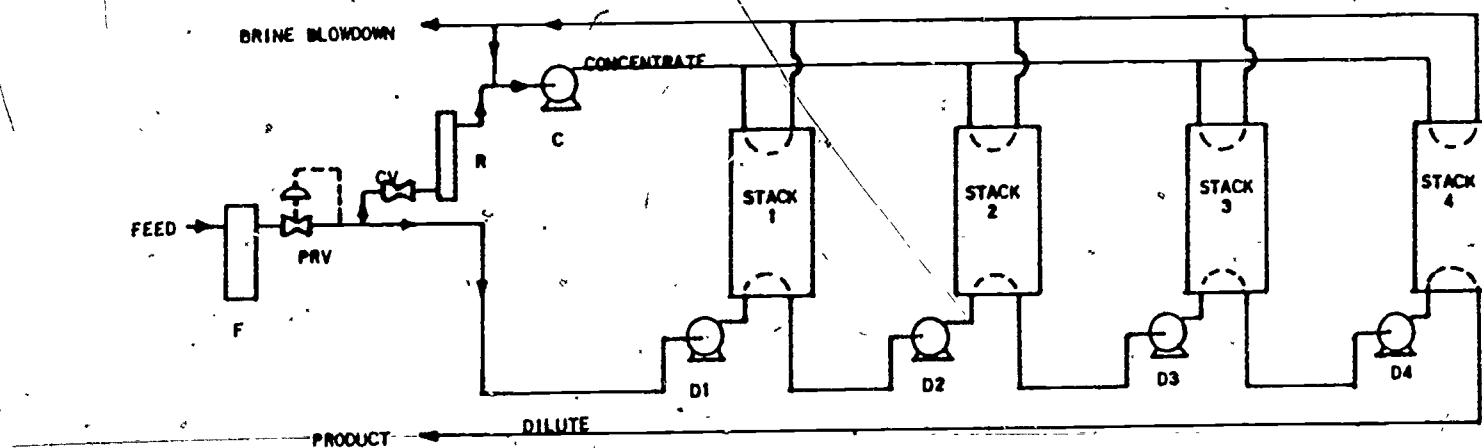 BRINE BLOWDOWN
CONCENTRATE
C
R
CV
FEED
PRV
F
STACK
1
STACK
2
STACK
3
STACK
4
D1
D2
D3
D4
DILUTE
PRODUCT